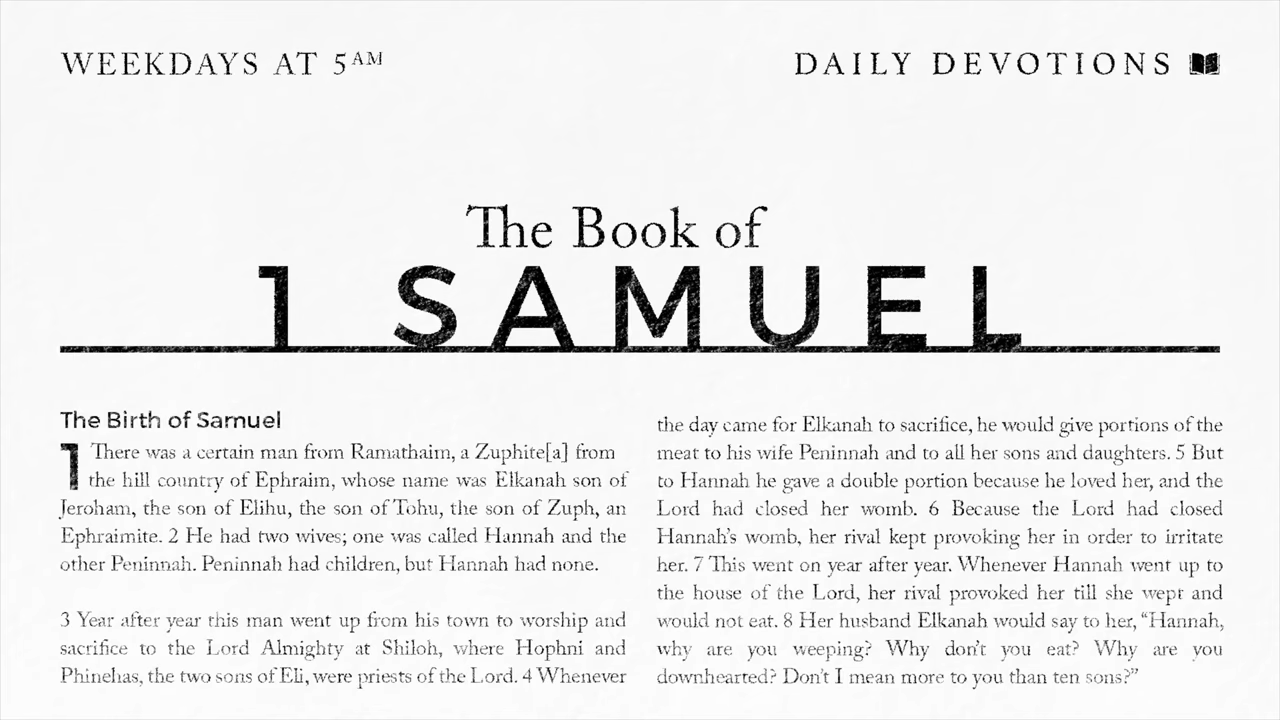 WEEKDAYS AT 5AM
DAILY DEVOTIONS
The Book of
1 SAMUEL
The Birth of Samuel
1 There was a certain man from Ramathaim, a Zuphite[a] from
the hill country of Ephraim, whose name was Elkanah son of
Jeroham, the son of Elihu, the son of Tohu, the son of Zuph, an
Ephraimite. 2 He had two wives; one was called Hannah and the
other Peninnah. Peninnah had children, but Hannah had none.
3 Year after year this man went up from his town to worship and
sacrifice to the Lord Almighty at Shiloh, where Hophni and
Phinehas, the two sons of Eli, were priests of the Lord. 4 Whenever
the day came for Elkanah to sacrifice, he would give portions of the
meat to his wife Peninnah and to all her sons and daughters. 5 But
to Hannah he gave a double portion because he loved her, and the
Lord had closed her womb. 6 Because the Lord had closed
Hannah's womb, her rival kept provoking her in order to irritate
her. 7 This went on year after year. Whenever Hannah went up to
the house of the Lord, her rival provoked her till she wept and
would not eat. 8 Her husband Elkanah would say to her, “Hannah,
why are you weeping? Why don't you eat? Why are you
downhearted? Don't I mean more to you than ten sons?”